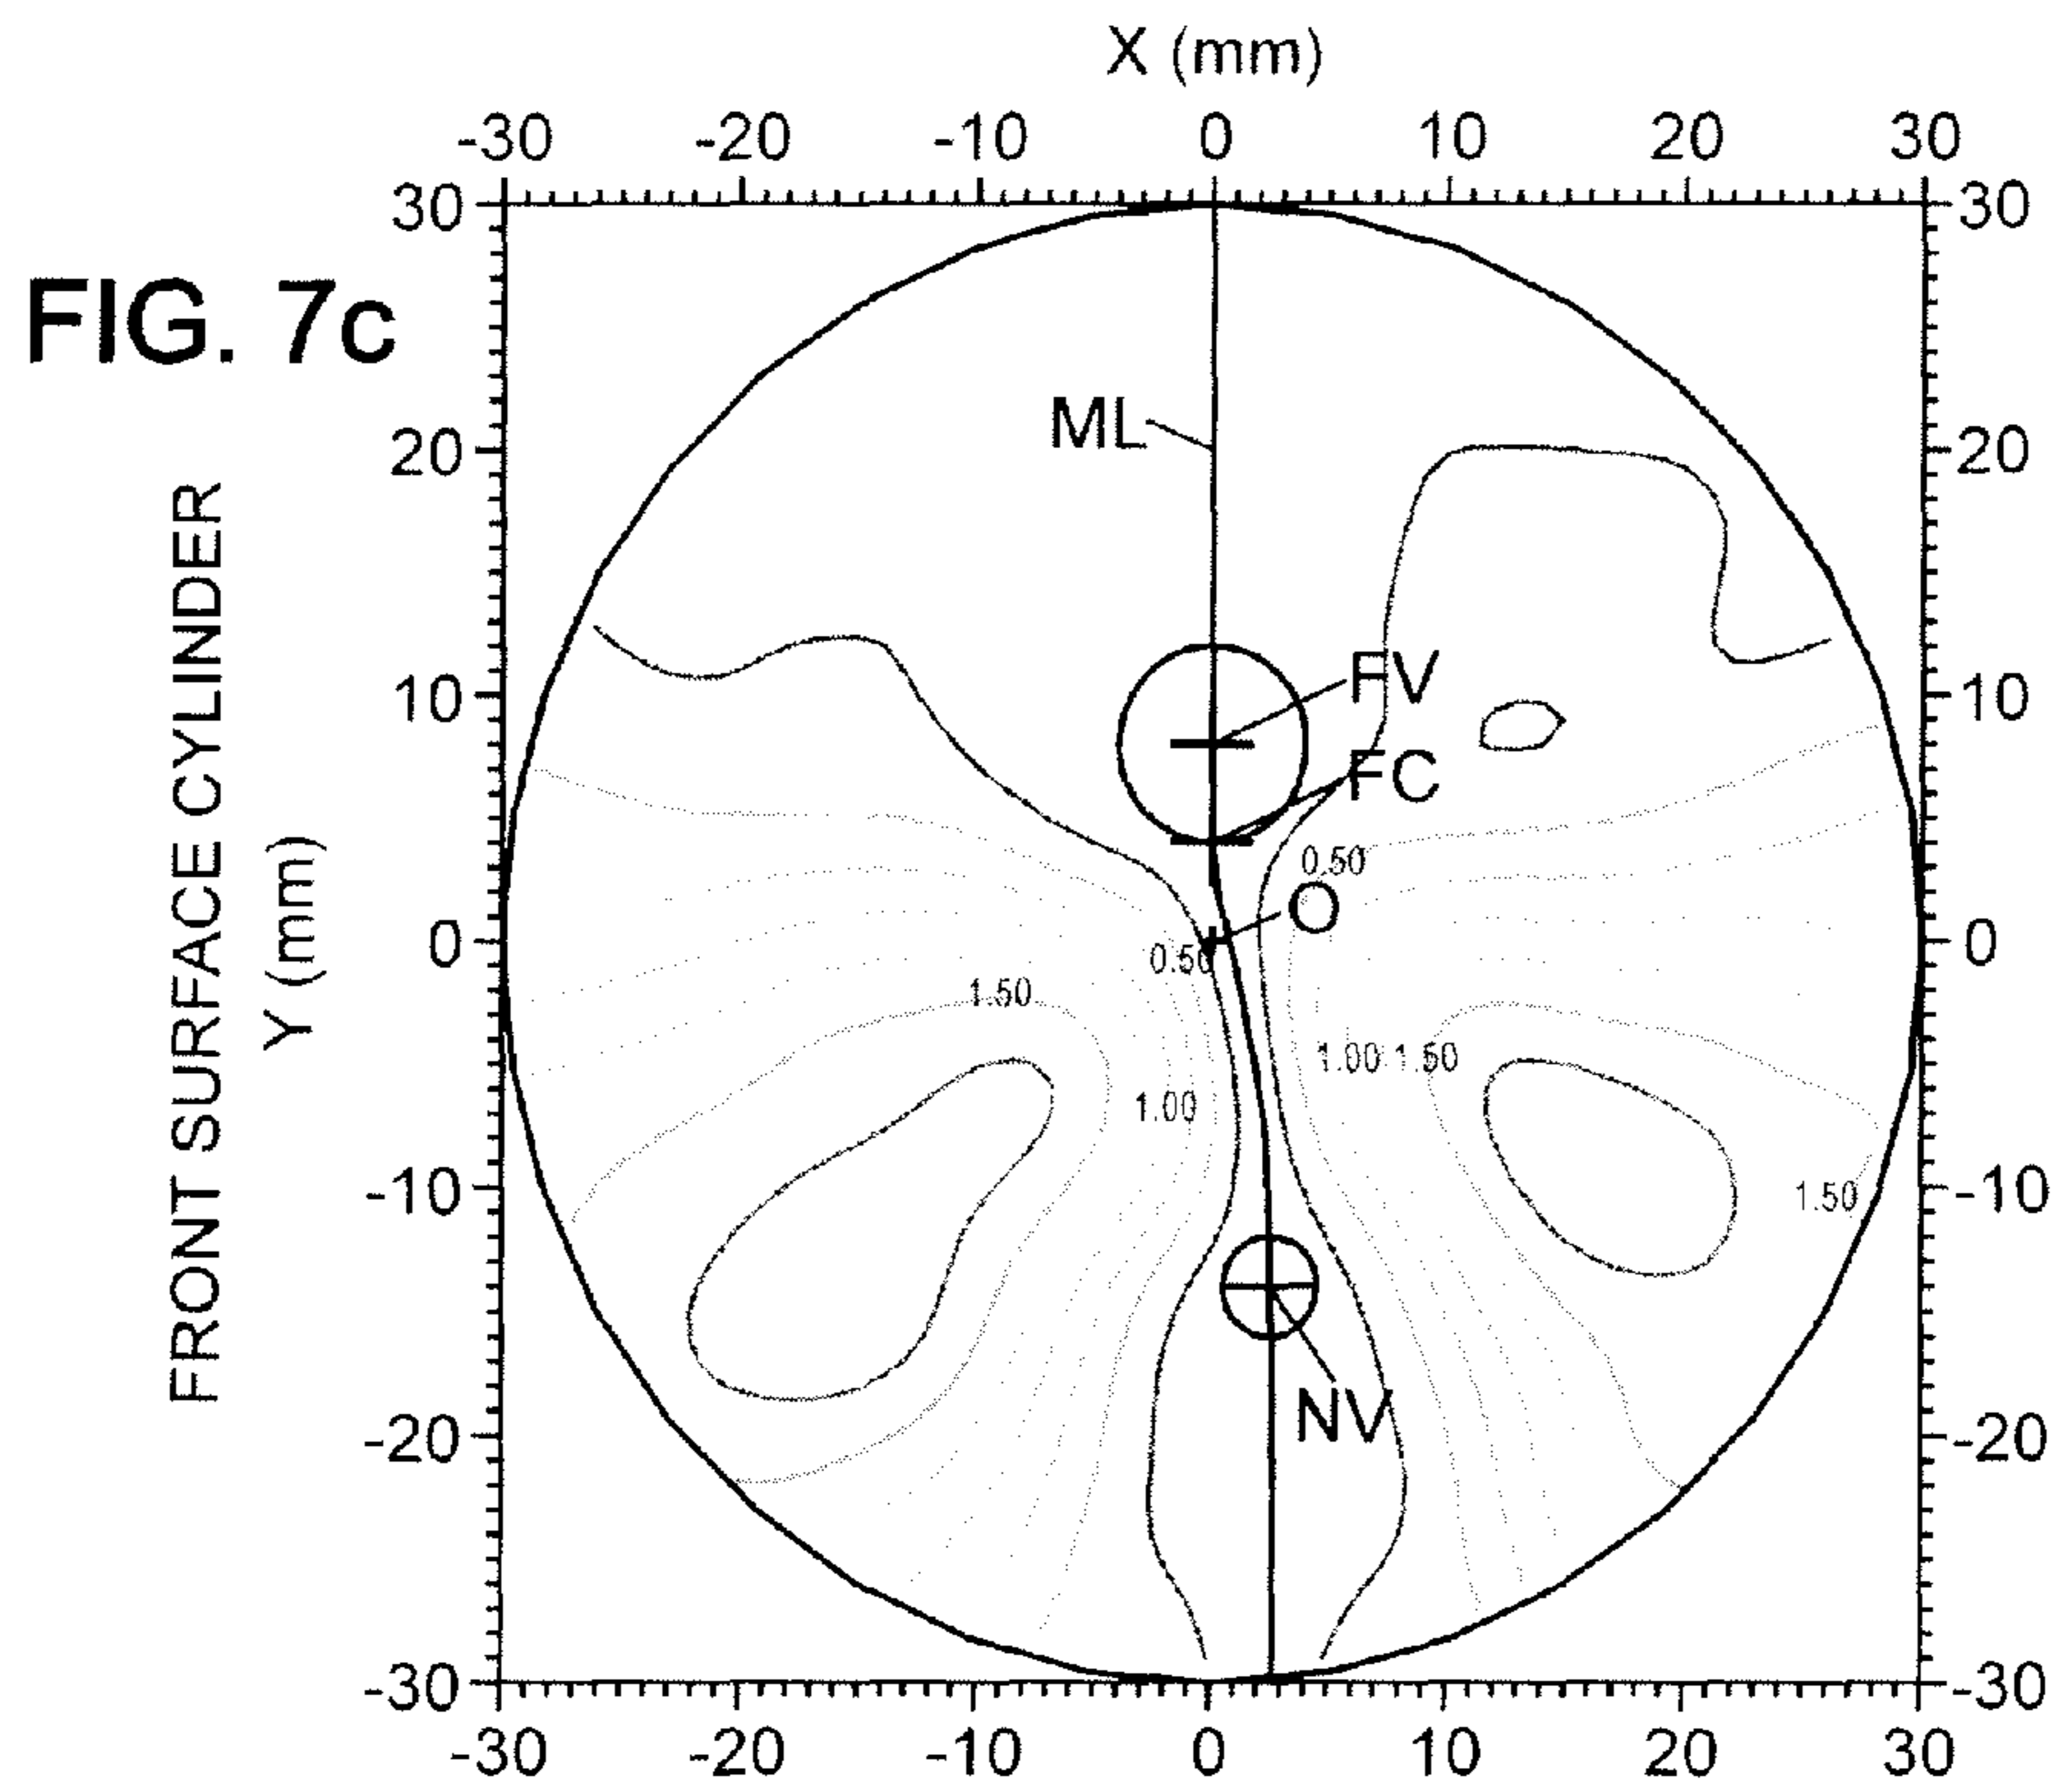 X (mm)
-30 -20 -10 0 10 20 30
30 30
FIG. 7c
ML
20 20
FV
10 10
FC
0.50
O
0 0
0.50
1.50
1.00 1.50
1.00
-10 -10
1.50
NV
-20 -20
-30 -30
-30 -20 -10 0 10 20 30
FRONT SURFACE CYLINDER
Y (mm)